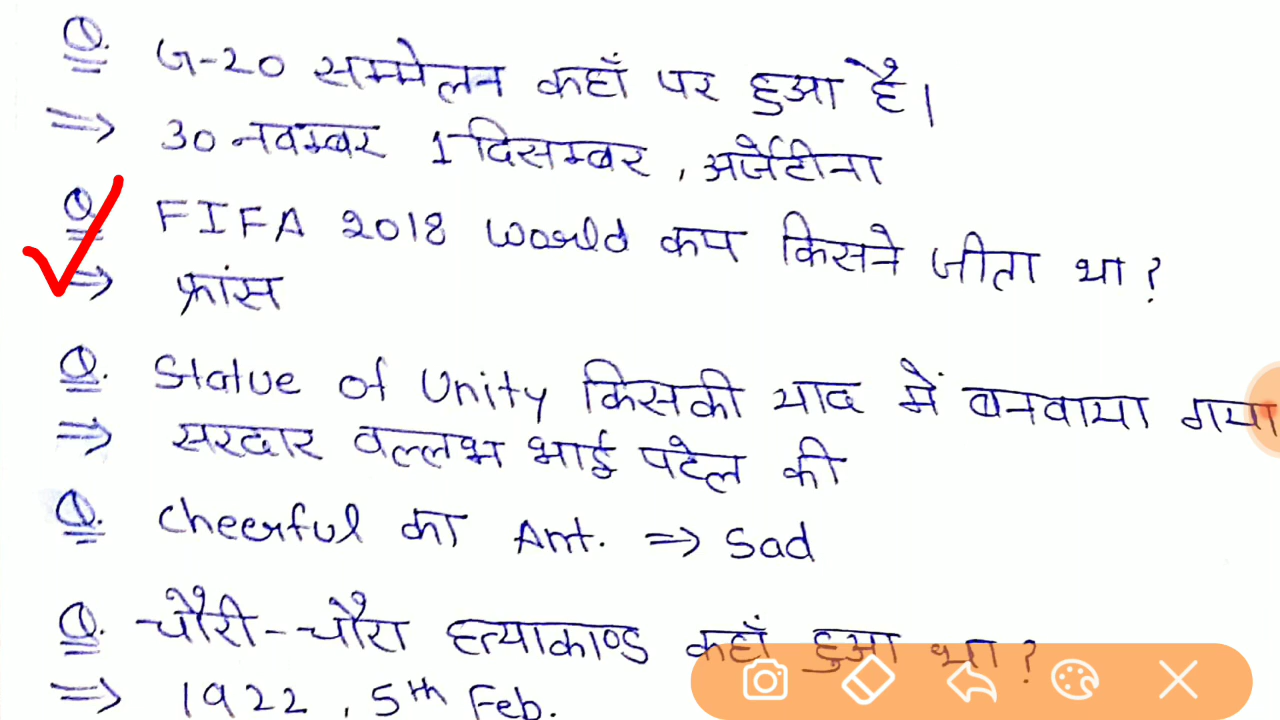 Q. G-20 सम्मेलन कहाँ पर हुआ है।
⇒ 30 नवम्बर 1 दिसम्बर, अर्जेंटीना
Q. FIFA 2018 World कप किसने जीता था?
⇒ फ्रांस
Q. Statue of Unity किसकी याद में बनवाया गया
⇒ सरदार वल्लभ भाई पटेल की
Q. Cheerful का Ant. ⇒ Sad
Q. चौरी-चौरा हत्याकाण्ड कहाँ हुआ था?
⇒ 1922, 5th Feb.